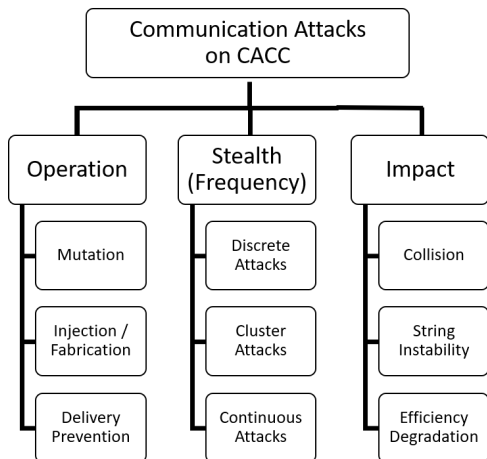 Communication Attacks
on CACC
Operation
Stealth
(Frequency)
Impact
Mutation
Discrete
Attacks
Collision
Injection /
Fabrication
Cluster
Attacks
String
Instability
Delivery
Prevention
Continuous
Attacks
Efficiency
Degradation